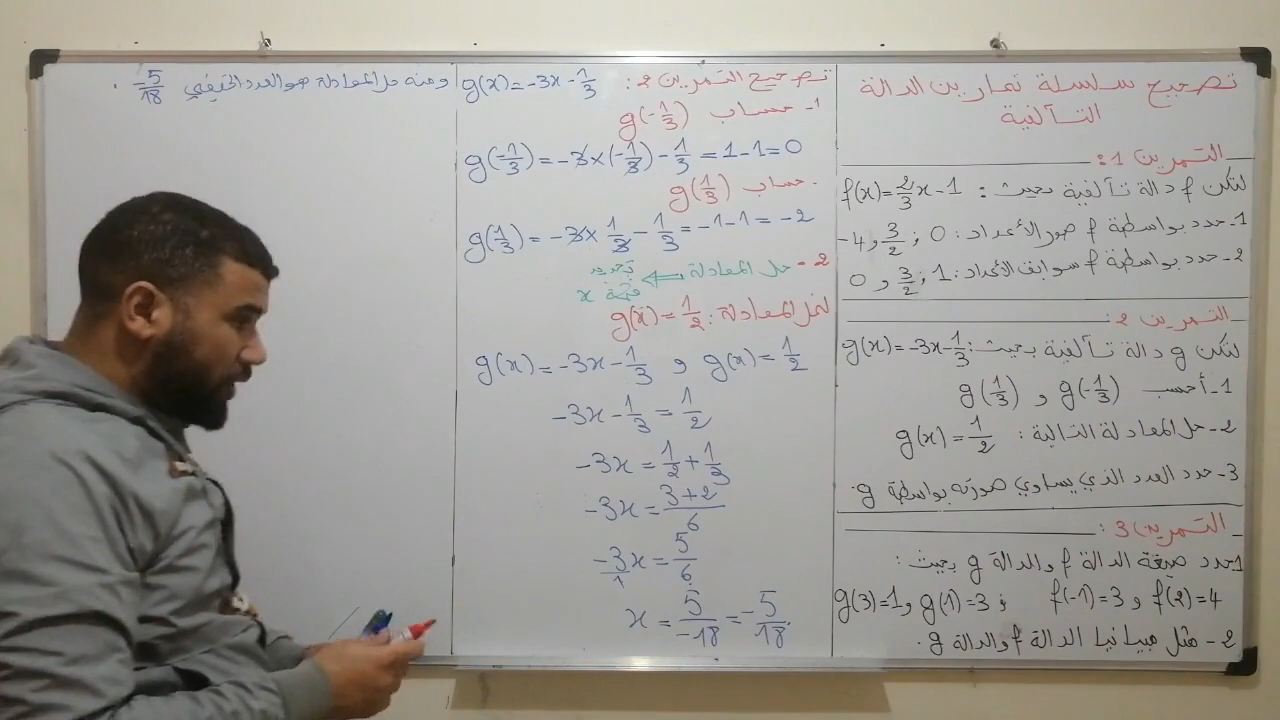 تصحيح سلسلة تمارين الدالة
التآلفية
التمرين 1:
لتكن f دالة تآلفية بحيث: f(x)=2/3x-1
1- حدد بواسطة f صور الأعداد: 0 ; 3/2 و -4
2- حدد بواسطة f سوابق الأعداد: 1 ; 3/2 و 0
التمرين 2:
لتكن g دالة تآلفية بحيث: g(x)=-3x-1/3
1- أحسب g(-1/3) و g(1/3)
2- حل المعادلة التالية: g(x)=1/2
3- حدد العدد الذي يساوي صورته بواسطة g.
التمرين 3:
1حدد صيغة الدالة f والدالة g بحيث:
f(2)=4 و f(-1)=3 ; g(1)=3 و g(3)=1
2- مثل مبيانيا الدالة f والدالة g.
تصحيح التمرين 2: g(x)=-3x-1/3
1- حساب g(-1/3)
g(-1/3)=-3×(-1/3)-1/3=1-1=0
. حساب g(1/3)
g(1/3)=-3×1/3-1/3=-1-1=-2
2- حل المعادلة ⇐ تحديد
قيمة x
لنحل المعادلة: g(x)=1/2
g(x)=-3x-1/3 و g(x)=1/2
-3x-1/3=1/2
-3x=1/2+1/3
-3x=3+2/6
-3/1x=5/6
x=5/-18=-5/18.
ومنه حل المعادلة هو العدد الحقيقي -5/18 .